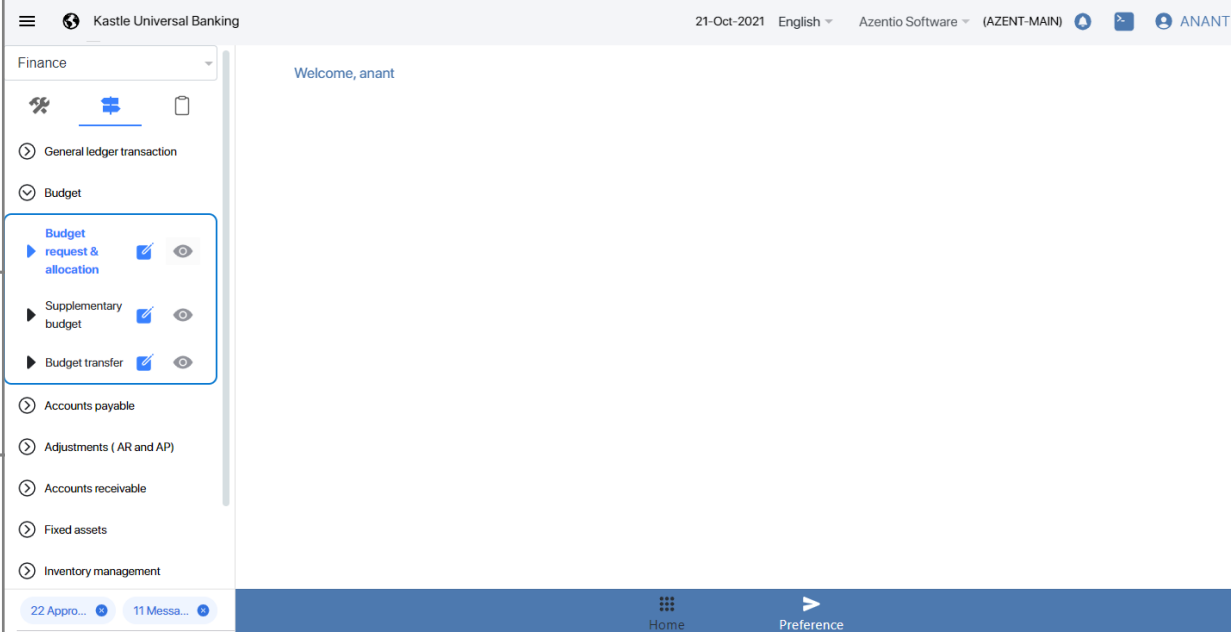 Kastle Universal Banking
21-Oct-2021 English Azentio Software (AZENT-MAIN) ANANT
Finance
Welcome, anant
General ledger transaction
Budget
Budget
request &
allocation
Supplementary
budget
Budget transfer
Accounts payable
Adjustments ( AR and AP)
Accounts receivable
Fixed assets
Inventory management
22 Appro... 11 Messa...
Home
Preference